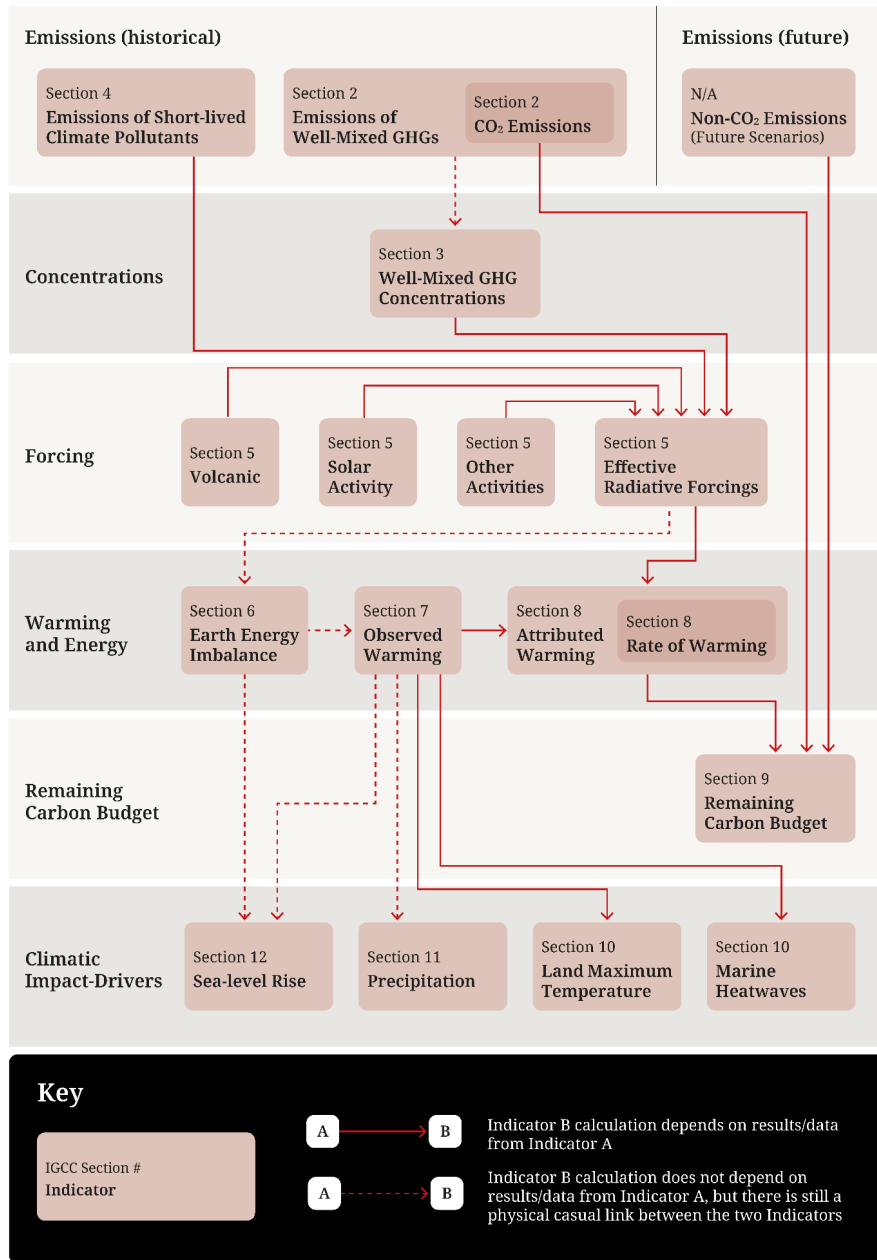 Emissions (historical)
Emissions (future)
Section 4
Emissions of Short-lived
Climate Pollutants
Section 2
Emissions of
Well-Mixed GHGs
Section 2
CO₂ Emissions
N/A
Non-CO₂ Emissions
(Future Scenarios)
Concentrations
Section 3
Well-Mixed GHG
Concentrations
Forcing
Section 5
Volcanic
Section 5
Solar
Activity
Section 5
Other
Activities
Section 5
Effective
Radiative Forcings
Warming
and Energy
Section 6
Earth Energy
Imbalance
Section 7
Observed
Warming
Section 8
Attributed
Warming
Section 8
Rate of Warming
Remaining
Carbon Budget
Section 9
Remaining
Carbon Budget
Climatic
Impact-Drivers
Section 12
Sea-level Rise
Section 11
Precipitation
Section 10
Land Maximum
Temperature
Section 10
Marine
Heatwaves
Key
IGCC Section #
Indicator
A
B
Indicator B calculation depends on results/data
from Indicator A
A
B
Indicator B calculation does not depend on
results/data from Indicator A, but there is still a
physical casual link between the two Indicators